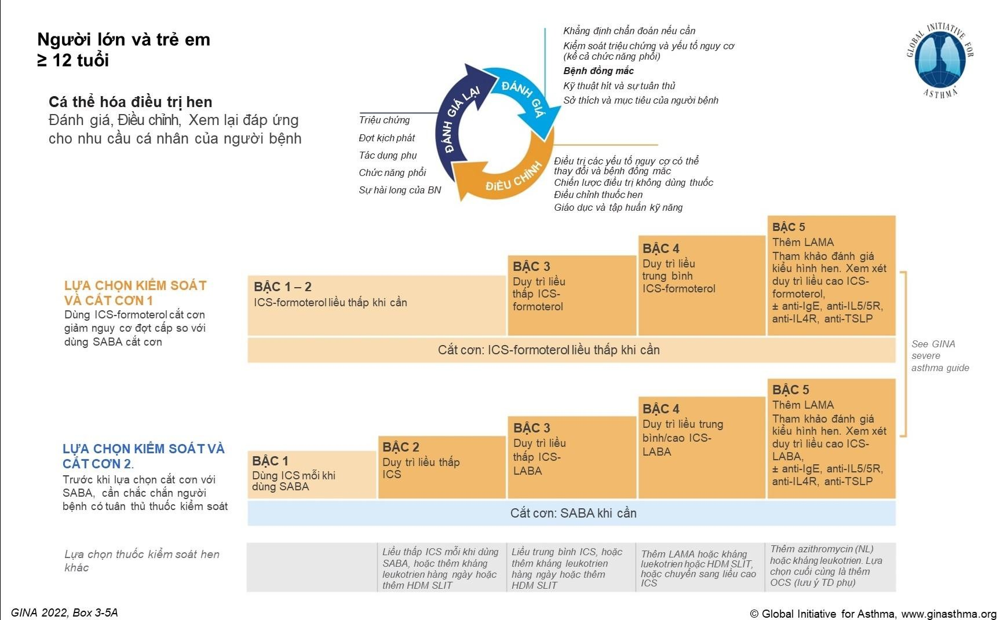 Người lớn và trẻ em
≥ 12 tuổi
Cá thể hóa điều trị hen
Đánh giá, Điều chỉnh, Xem lại đáp ứng
cho nhu cầu cá nhân của người bệnh
Khẳng định chẩn đoán nếu cần
Kiểm soát triệu chứng và yếu tố nguy cơ
(kể cả chức năng phổi)
Bệnh đồng mắc
Kỹ thuật hít và sự tuân thủ
Sở thích và mục tiêu của người bệnh
GLOBAL INITIATIVE FOR
ASTHMA
ĐÁNH GIÁ
ĐÁNH GIÁ LẠI
ĐIỀU CHỈNH
Triệu chứng
Đợt kịch phát
Tác dụng phụ
Chức năng phổi
Sự hài long của BN
Điều trị các yếu tố nguy cơ có thể
thay đổi và bệnh đồng mắc
Chiến lược điều trị không dùng thuốc
Điều chỉnh thuốc hen
Giáo dục và tập huấn kỹ năng
LỰA CHỌN KIỂM SOÁT
VÀ CẮT CƠN 1
Dùng ICS-formoterol cắt cơn
giảm nguy cơ đợt cấp so với
dùng SABA cắt cơn
BẬC 1 – 2
ICS-formoterol liều thấp khi cần
BẬC 3
Duy trì liều
thấp ICS-
formoterol
BẬC 4
Duy trì liều
trung bình
ICS-formoterol
BẬC 5
Thêm LAMA
Tham khảo đánh giá
kiểu hình hen. Xem xét
duy trì liều cao ICS-
formoterol,
± anti-IgE, anti-IL5/5R,
anti-IL4R, anti-TSLP
Cắt cơn: ICS-formoterol liều thấp khi cần
See GINA
severe
asthma guide
LỰA CHỌN KIỂM SOÁT VÀ
CẮT CƠN 2.
Trước khi lựa chọn cắt cơn với
SABA, cần chắc chắn người
bệnh có tuân thủ thuốc kiểm soát
BẬC 1
Dùng ICS mỗi khi
dùng SABA
BẬC 2
Duy trì liều thấp
ICS
BẬC 3
Duy trì liều
thấp ICS-
LABA
BẬC 4
Duy trì liều trung
bình/cao ICS-
LABA
BẬC 5
Thêm LAMA
Tham khảo đánh giá
kiểu hình hen. Xem xét
duy trì liều cao ICS-
LABA,
± anti-IgE, anti-IL5/5R,
anti-IL4R, anti-TSLP
Cắt cơn: SABA khi cần
Lựa chọn thuốc kiểm soát hen
khác
Liều thấp ICS mỗi khi dùng
SABA, hoặc thêm kháng
leukotrien hàng ngày hoặc
thêm HDM SLIT
Liều trung bình ICS, hoặc
thêm kháng leukotrien
hàng ngày hoặc thêm
HDM SLIT
Thêm LAMA hoặc kháng
luekotrien hoặc HDM SLIT,
hoặc chuyển sang liều cao
ICS
Thêm azithromycin (NL)
hoặc kháng leukotrien. Lựa
chọn cuối cùng là thêm
OCS (lưu ý TD phụ)
GINA 2022, Box 3-5A
© Global Initiative for Asthma, www.ginasthma.org